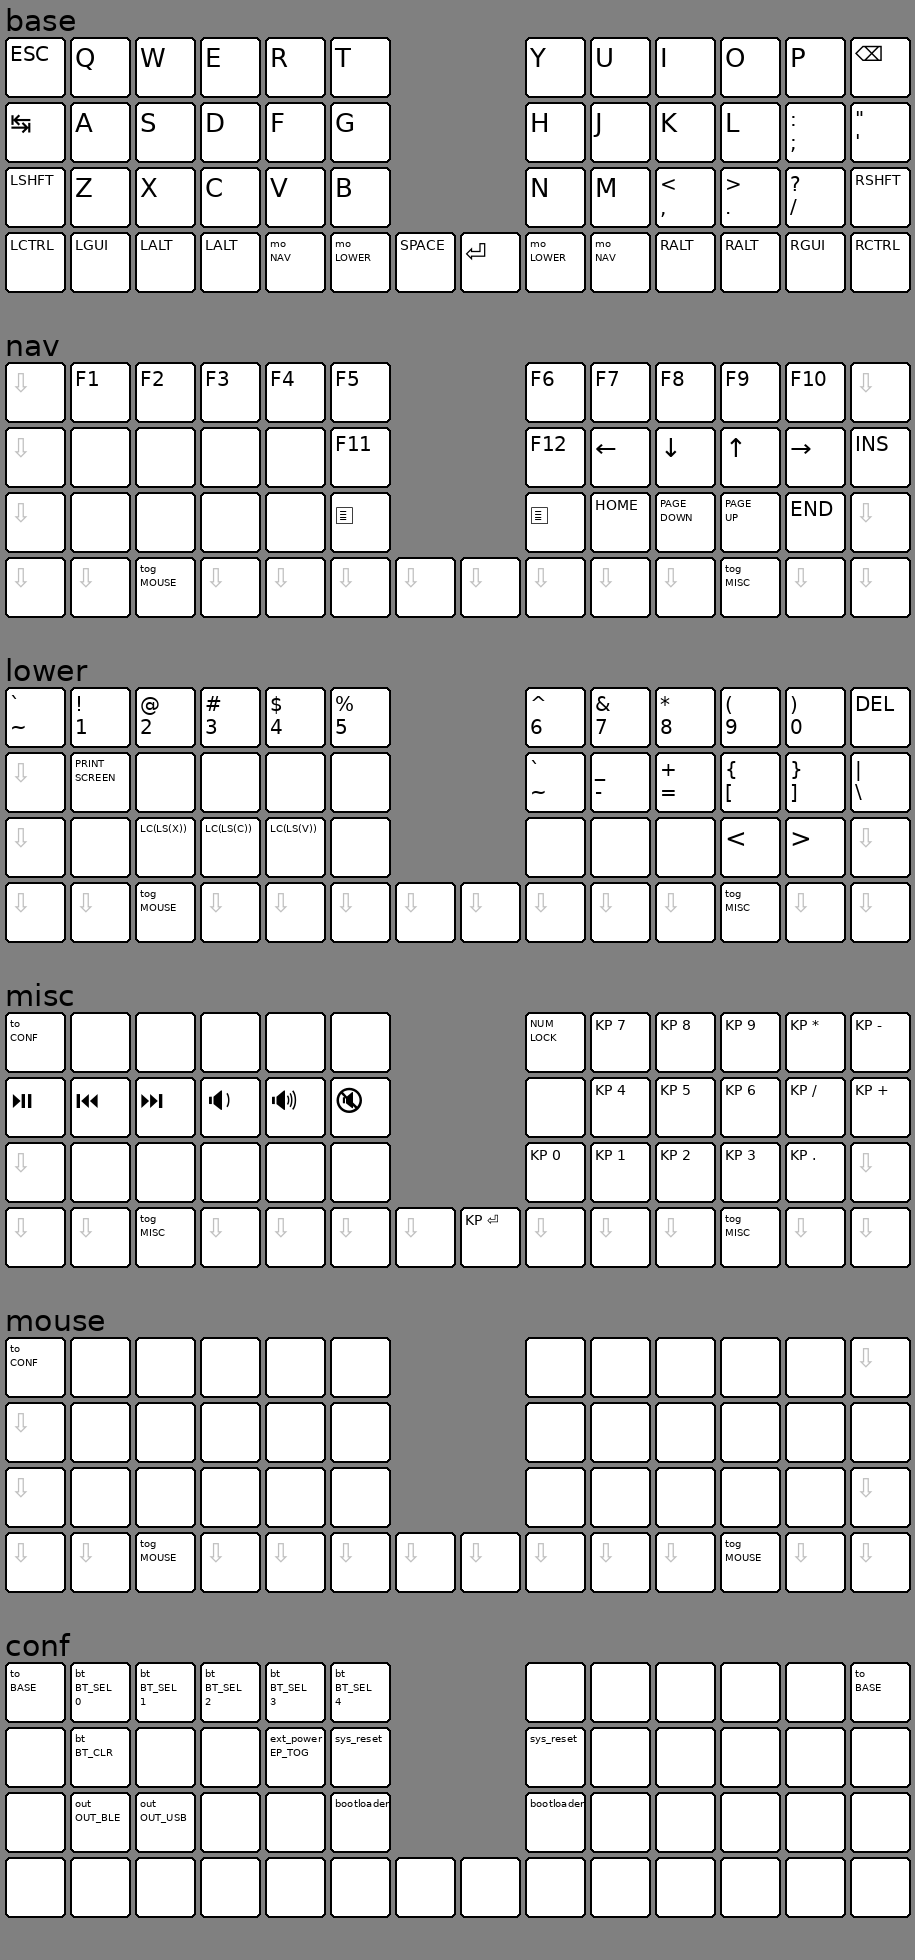 base
ESC Q W E R T Y U I O P ⌫
↹ A S D F G H J K L : "
; '
LSHFT Z X C V B N M < > ? RSHFT
, . /
LCTRL LGUI LALT LALT mo mo SPACE ⏎ mo mo RALT RALT RGUI RCTRL
NAV LOWER LOWER NAV
nav
⇩ F1 F2 F3 F4 F5 F6 F7 F8 F9 F10 ⇩
⇩ F11 F12 ← ↓ ↑ → INS
⇩ 🗏 🗏 HOME PAGE PAGE END ⇩
DOWN UP
⇩ ⇩ tog ⇩ ⇩ ⇩ ⇩ ⇩ ⇩ ⇩ ⇩ tog ⇩ ⇩
MOUSE MISC
lower
` ! @ # $ % ^ & * ( ) DEL
~ 1 2 3 4 5 6 7 8 9 0
⇩ PRINT ` _ + { } |
SCREEN ~ - = [ ] \
⇩ LC(LS(X)) LC(LS(C)) LC(LS(V)) < > ⇩
⇩ ⇩ tog ⇩ ⇩ ⇩ ⇩ ⇩ ⇩ ⇩ ⇩ tog ⇩ ⇩
MOUSE MISC
misc
to NUM KP 7 KP 8 KP 9 KP * KP -
CONF LOCK
⏯ ⏮ ⏭ 🔉 🔊 🔇 KP 4 KP 5 KP 6 KP / KP +
⇩ KP 0 KP 1 KP 2 KP 3 KP . ⇩
⇩ ⇩ tog ⇩ ⇩ ⇩ ⇩ KP ⏎ ⇩ ⇩ ⇩ tog ⇩ ⇩
MISC MISC
mouse
to ⇩
CONF
⇩
⇩ ⇩
⇩ ⇩ tog ⇩ ⇩ ⇩ ⇩ ⇩ ⇩ ⇩ ⇩ tog ⇩ ⇩
MOUSE MOUSE
conf
to bt bt bt bt bt to
BASE BT_SEL BT_SEL BT_SEL BT_SEL BT_SEL BASE
0 1 2 3 4
bt ext_power sys_reset sys_reset
BT_CLR EP_TOG
out out bootloader bootloader
OUT_BLE OUT_USB